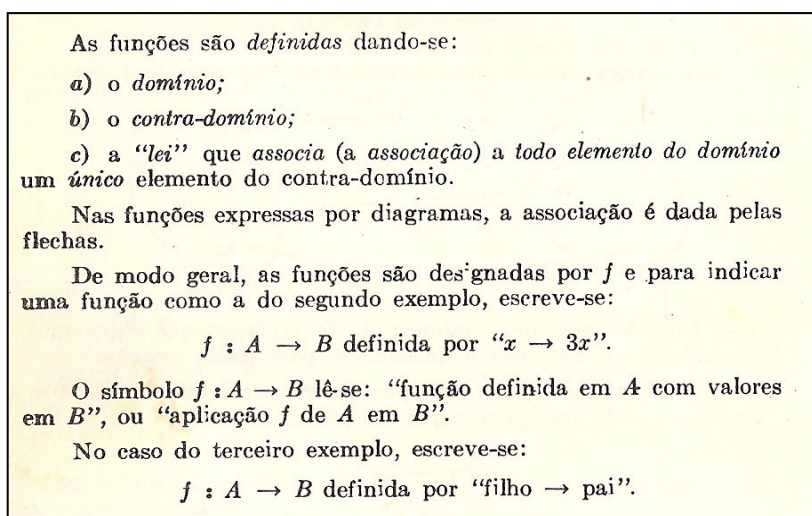 As funções são definidas dando-se:
a) o domínio;
b) o contra-domínio;
c) a “lei” que associa (a associação) a todo elemento do domínio
um único elemento do contra-domínio.
Nas funções expressas por diagramas, a associação é dada pelas
flechas.
De modo geral, as funções são designadas por f e para indicar
uma função como a do segundo exemplo, escreve-se:
f : A → B definida por “x → 3x”.
O símbolo f : A → B lê-se: “função definida em A com valores
em B”, ou “aplicação f de A em B”.
No caso do terceiro exemplo, escreve-se:
f : A → B definida por “filho → pai”.